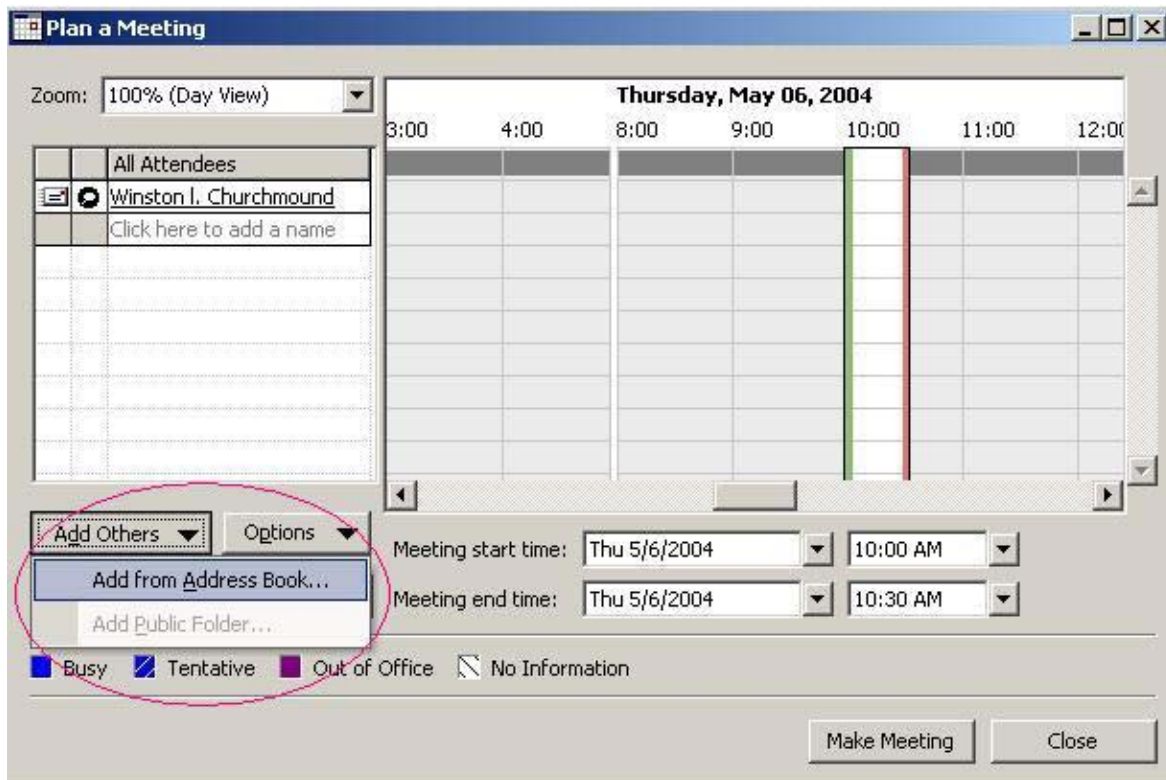 Plan a Meeting
Zoom: 100% (Day View)
Thursday, May 06, 2004
3:00 4:00 8:00 9:00 10:00 11:00 12:00
All Attendees
Winston l. Churchmound
Click here to add a name
Add Others Options
Add from Address Book...
Add Public Folder...
Meeting start time: Thu 5/6/2004 10:00 AM
Meeting end time: Thu 5/6/2004 10:30 AM
Busy Tentative Out of Office No Information
Make Meeting Close